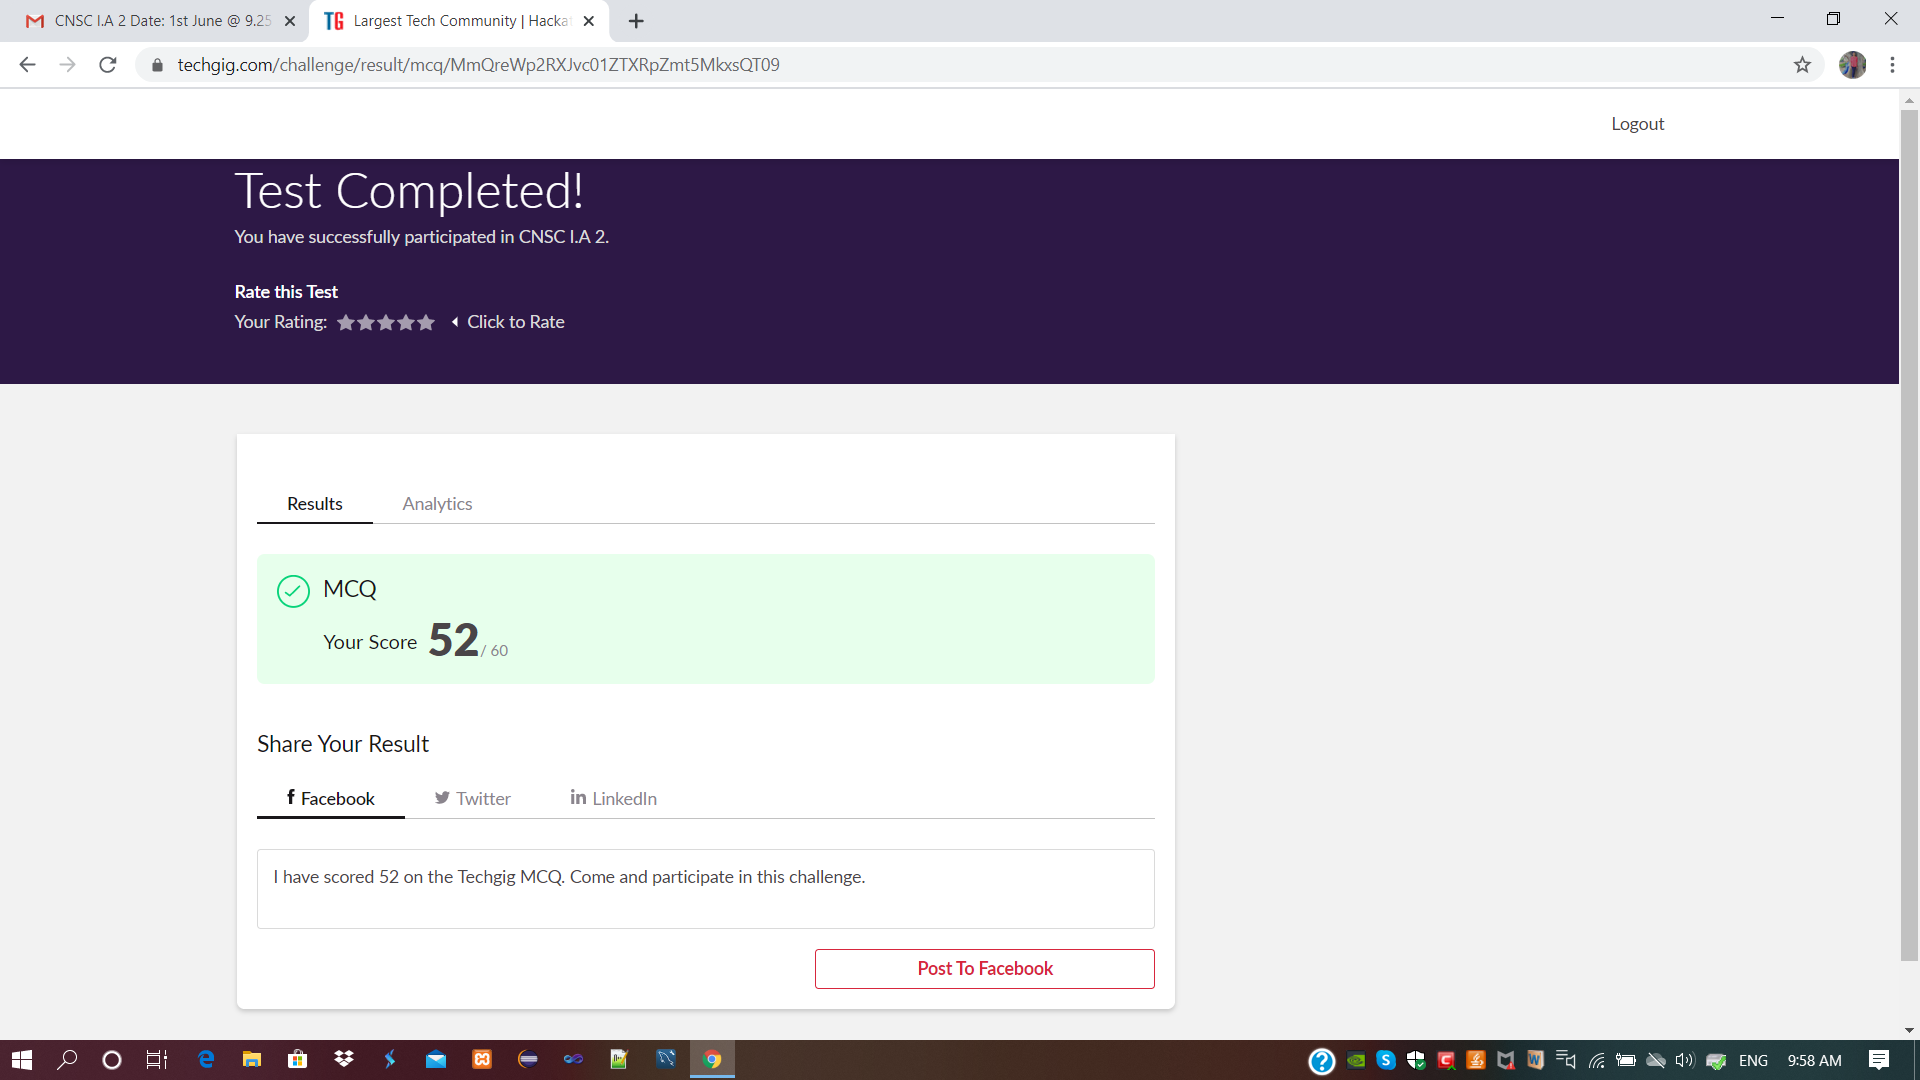 CNSC I.A 2 Date: 1st June @ 9.25
TG Largest Tech Community | Hacka
techgig.com/challenge/result/mcq/MmQreWp2RXJvc01ZTXRpZmt5MkxsQT09
Logout
Test Completed!
You have successfully participated in CNSC I.A 2.
Rate this Test
Your Rating: Click to Rate
Results Analytics
MCQ
Your Score 52 / 60
Share Your Result
Facebook Twitter LinkedIn
I have scored 52 on the Techgig MCQ. Come and participate in this challenge.
Post To Facebook
ENG 9:58 AM